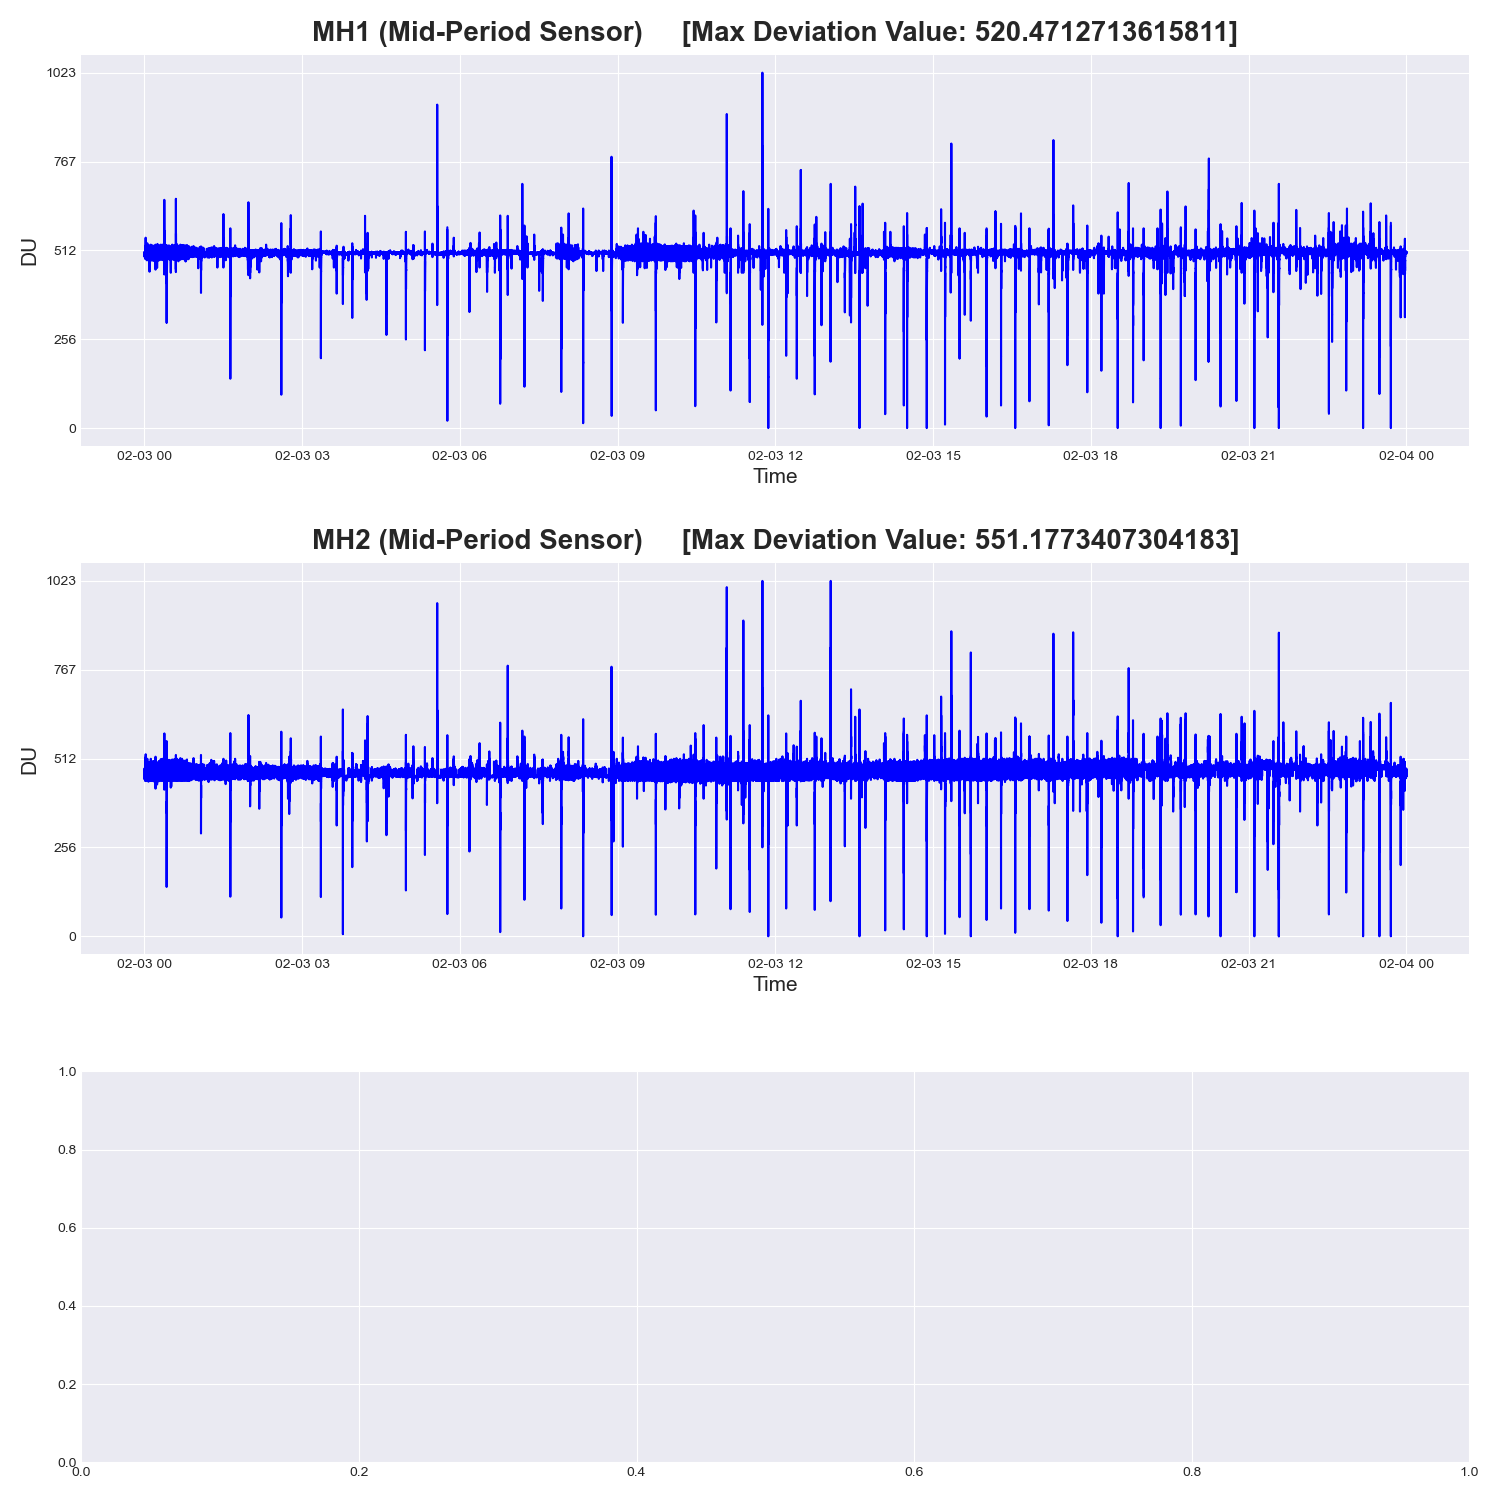 MH1 (Mid-Period Sensor) [Max Deviation Value: 520.4712713615811]
1023
767
512
256
0
DU
02-03 00 02-03 03 02-03 06 02-03 09 02-03 12 02-03 15 02-03 18 02-03 21 02-04 00
Time
MH2 (Mid-Period Sensor) [Max Deviation Value: 551.1773407304183]
1023
767
512
256
0
DU
02-03 00 02-03 03 02-03 06 02-03 09 02-03 12 02-03 15 02-03 18 02-03 21 02-04 00
Time
1.0
0.8
0.6
0.4
0.2
0.0
0.0 0.2 0.4 0.6 0.8 1.0